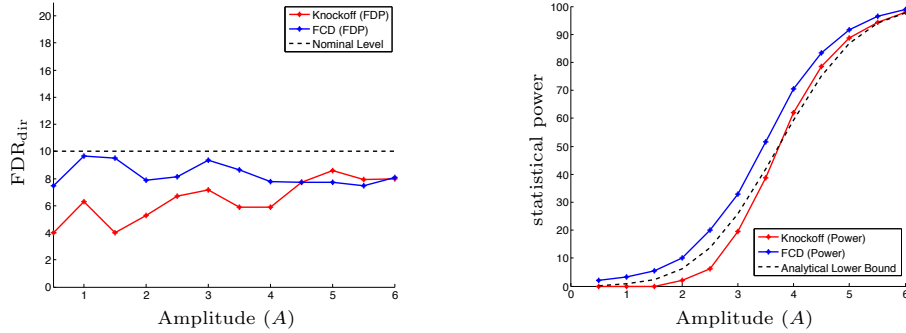 20
18
16
14
12
10
8
6
4
2
0
FDR_dir
Knockoff (FDP)
FCD (FDP)
Nominal Level
1 2 3 4 5 6
Amplitude (A)
100
90
80
70
60
50
40
30
20
10
0
statistical power
Knockoff (Power)
FCD (Power)
Analytical Lower Bound
0 1 2 3 4 5 6
Amplitude (A)